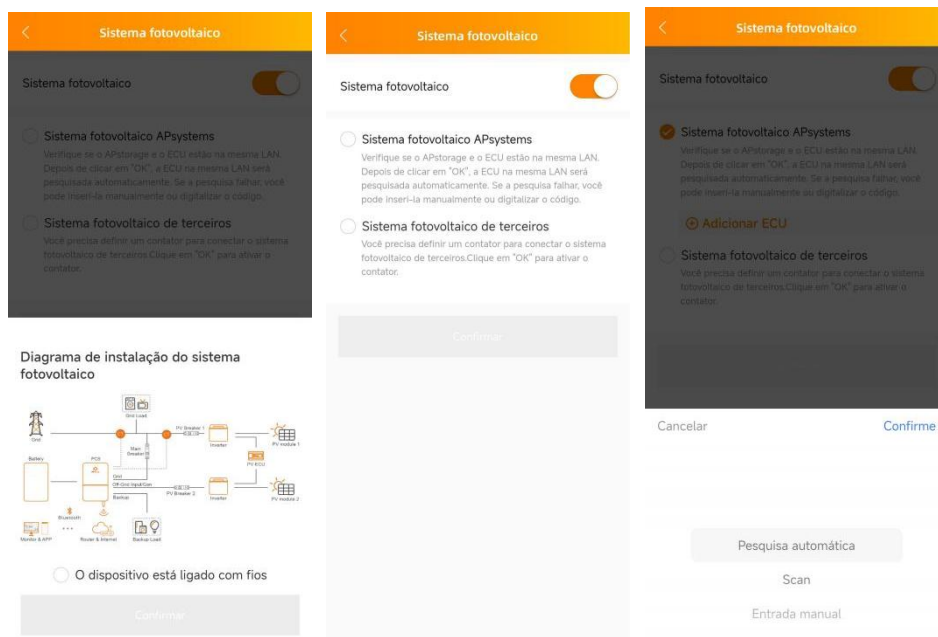 Sistema fotovoltaico
Sistema fotovoltaico
Sistema fotovoltaico APsystems
Verifique se o APstorage e o ECU estão na mesma LAN.
Depois de clicar em "OK", a ECU na mesma LAN será
pesquisada automaticamente. Se a pesquisa falhar, você
pode inseri-la manualmente ou digitalizar o código.
Sistema fotovoltaico de terceiros
Você precisa definir um contator para conectar o sistema
fotovoltaico de terceiros.Clique em "OK" para ativar o
contator.
Diagrama de instalação do sistema
fotovoltaico
Grid
Grid Load
Main
Breaker
PV Breaker 1
Inverter
PV module 1
PV ECU
Battery
PCS
Grid
Off-Grid Input/Gen
Backup
PV Breaker 2
Inverter
PV module 2
Bluetooth
Monitor & APP
Router & Internet
Backup Load
O dispositivo está ligado com fios
Confirmar
Sistema fotovoltaico
Sistema fotovoltaico
Sistema fotovoltaico APsystems
Verifique se o APstorage e o ECU estão na mesma LAN.
Depois de clicar em "OK", a ECU na mesma LAN será
pesquisada automaticamente. Se a pesquisa falhar, você
pode inseri-la manualmente ou digitalizar o código.
Sistema fotovoltaico de terceiros
Você precisa definir um contator para conectar o sistema
fotovoltaico de terceiros.Clique em "OK" para ativar o
contator.
Confirmar
Sistema fotovoltaico
Sistema fotovoltaico
Sistema fotovoltaico APsystems
Verifique se o APstorage e o ECU estão na mesma LAN.
Depois de clicar em "OK", a ECU na mesma LAN será
pesquisada automaticamente. Se a pesquisa falhar, você
pode inseri-la manualmente ou digitalizar o código.
Adicionar ECU
Sistema fotovoltaico de terceiros
Você precisa definir um contator para conectar o sistema
fotovoltaico de terceiros.Clique em "OK" para ativar o
contator.
Cancelar
Confirme
Pesquisa automática
Scan
Entrada manual